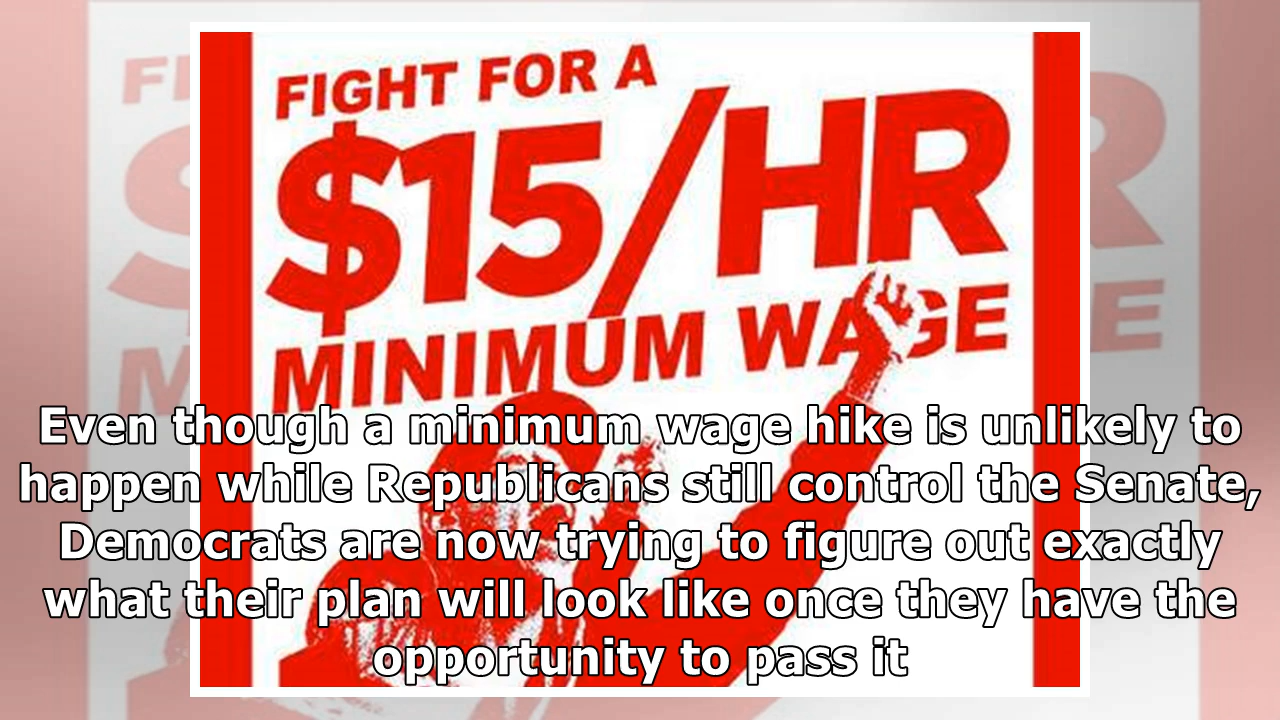 FIGHT FOR A
$15/HR
MINIMUM WAGE
Even though a minimum wage hike is unlikely to
happen while Republicans still control the Senate,
Democrats are now trying to figure out exactly
what their plan will look like once they have the
opportunity to pass it